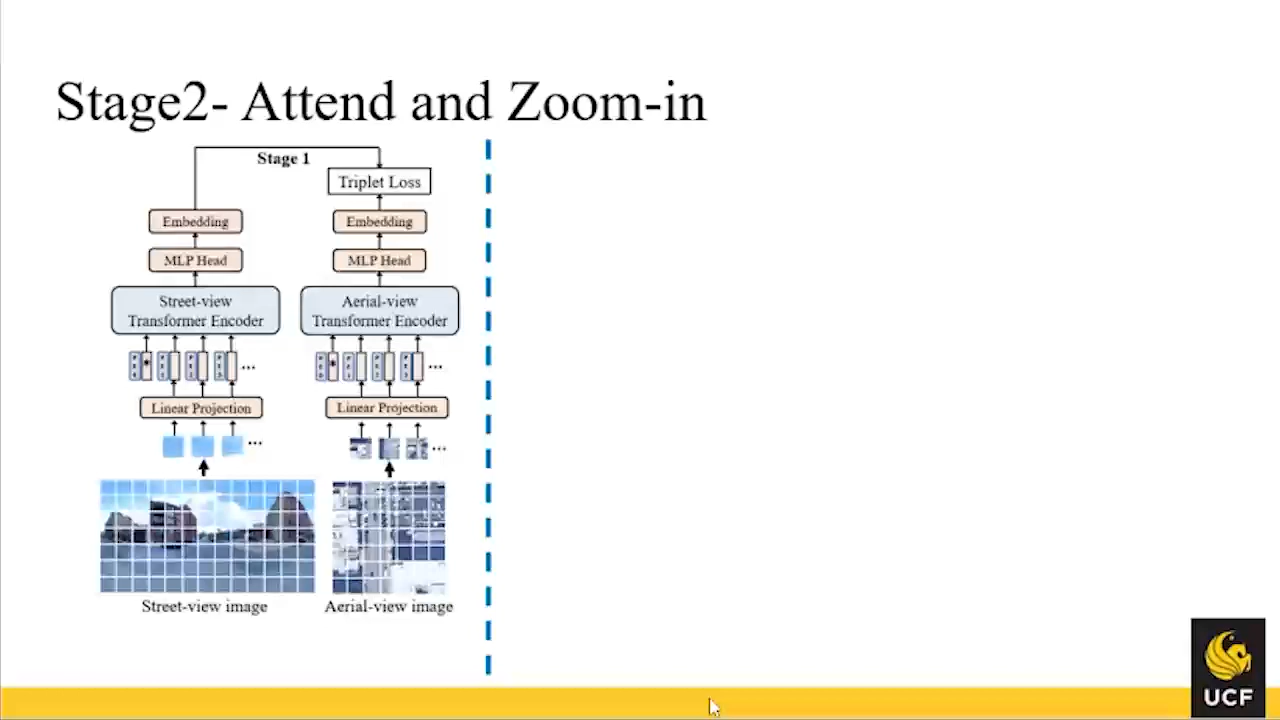 Stage2- Attend and Zoom-in
Stage 1
Triplet Loss
Embedding
Embedding
MLP Head
MLP Head
Street-view
Transformer Encoder
Aerial-view
Transformer Encoder
...
...
Linear Projection
Linear Projection
...
...
Street-view image
Aerial-view image
UCF